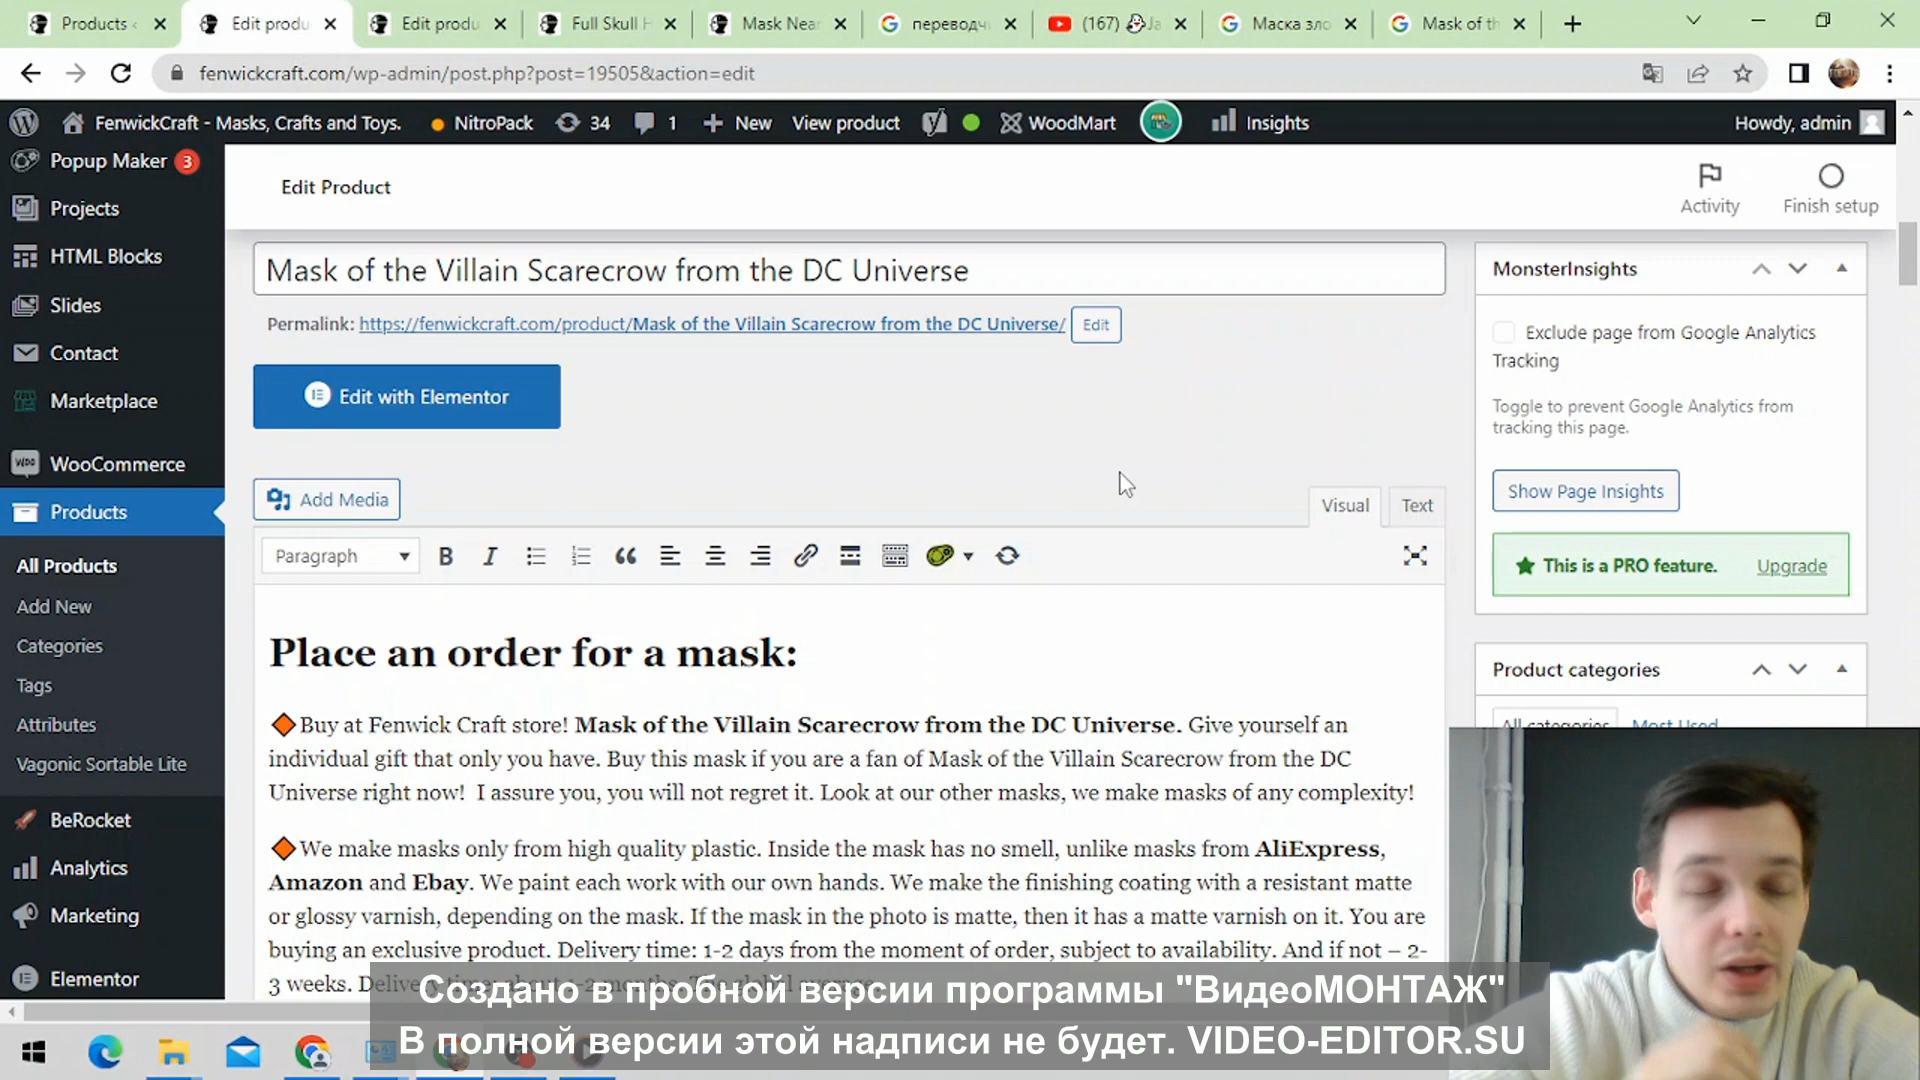 Products
Edit produ
Edit produ
Full Skull H
Mask Near
переводч
(167)
Маска зло
Mask of th
fenwickcraft.com/wp-admin/post.php?post=19505&action=edit
FenwickCraft - Masks, Crafts and Toys.
NitroPack
34
1
New
View product
WoodMart
Insights
Howdy, admin
Popup Maker 3
Projects
HTML Blocks
Slides
Contact
Marketplace
WooCommerce
Products
All Products
Add New
Categories
Tags
Attributes
Vagonic Sortable Lite
BeRocket
Analytics
Marketing
Elementor
Edit Product
Activity
Finish setup
Mask of the Villain Scarecrow from the DC Universe
Permalink: https://fenwickcraft.com/product/Mask of the Villain Scarecrow from the DC Universe/ Edit
Edit with Elementor
Add Media
Visual
Text
Paragraph
Place an order for a mask:
Buy at Fenwick Craft store! Mask of the Villain Scarecrow from the DC Universe. Give yourself an
individual gift that only you have. Buy this mask if you are a fan of Mask of the Villain Scarecrow from the DC
Universe right now! I assure you, you will not regret it. Look at our other masks, we make masks of any complexity!
We make masks only from high quality plastic. Inside the mask has no smell, unlike masks from AliExpress,
Amazon and Ebay. We paint each work with our own hands. We make the finishing coating with a resistant matte
or glossy varnish, depending on the mask. If the mask in the photo is matte, then it has a matte varnish on it. You are
buying an exclusive product. Delivery time: 1-2 days from the moment of order, subject to availability. And if not – 2-
3 weeks.
MonsterInsights
Exclude page from Google Analytics
Tracking
Toggle to prevent Google Analytics from
tracking this page.
Show Page Insights
This is a PRO feature. Upgrade
Product categories
All categories
Most Used
Создано в пробной версии программы "ВидеоМОНТАЖ"
В полной версии этой надписи не будет. VIDEO-EDITOR.SU